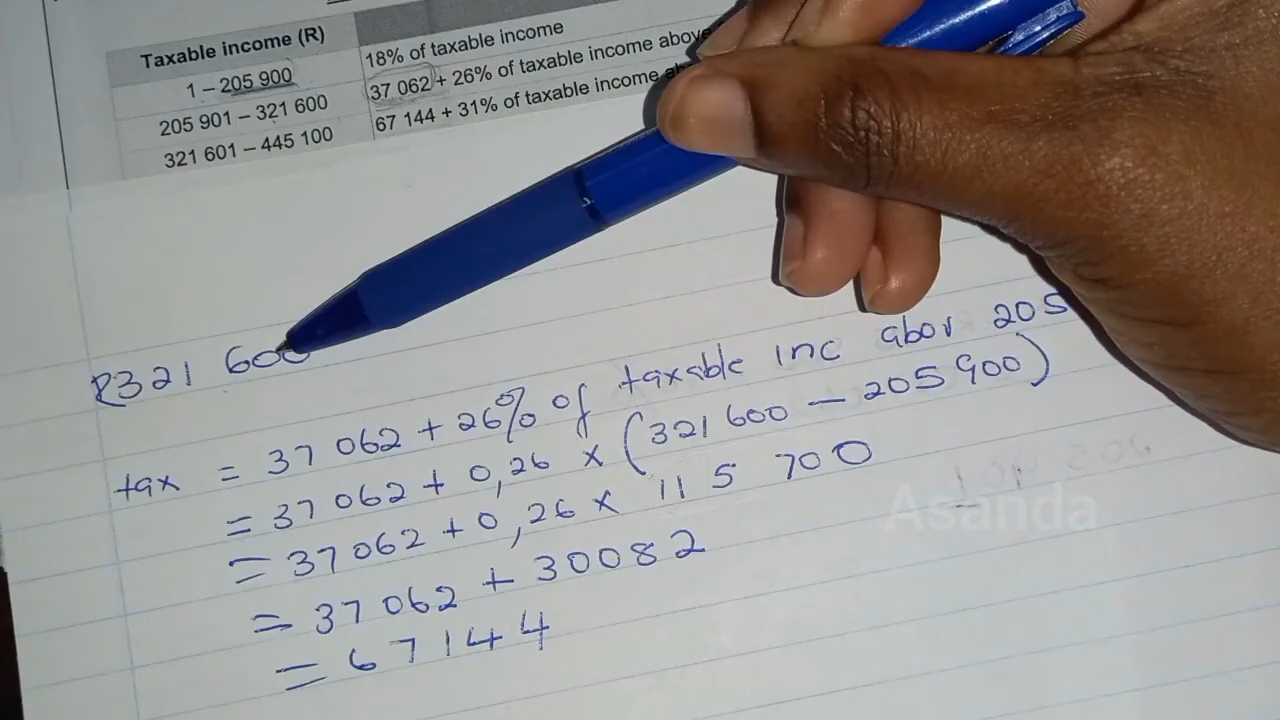 Taxable income (R)
1 – 205 900 18% of taxable income
205 901 – 321 600 37 062 + 26% of taxable income above
321 601 – 445 100 67 144 + 31% of taxable income
R321 600
tax = 37 062 + 26% of taxable inc abov 205
= 37 062 + 0,26 × (321 600 — 205 900)
= 37 062 + 0,26 × 115 700
= 37 062 + 30082
= 67144
Asanda